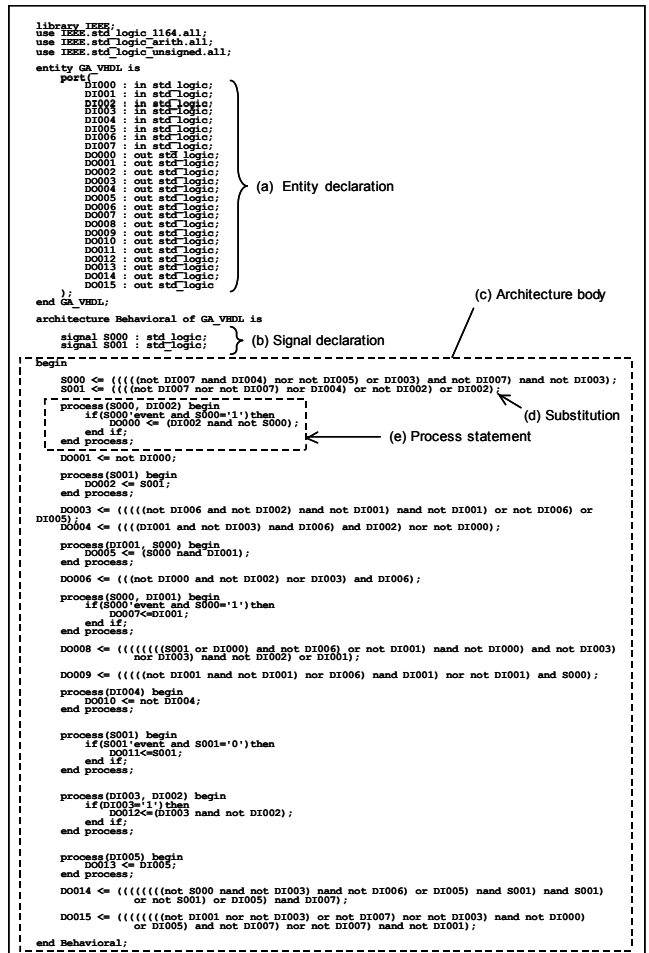 library IEEE;
use IEEE.std_logic_1164.all;
use IEEE.std_logic_arith.all;
use IEEE.std_logic_unsigned.all;
entity GA_VHDL is
port(
DI000 : in std_logic;
DI001 : in std_logic;
DI002 : in std_logic;
DI003 : in std_logic;
DI004 : in std_logic;
DI005 : in std_logic;
DI006 : in std_logic;
DI007 : in std_logic;
DO000 : out std_logic;
DO001 : out std_logic;
DO002 : out std_logic;
DO003 : out std_logic;
DO004 : out std_logic;
DO005 : out std_logic;
DO006 : out std_logic;
DO007 : out std_logic;
DO008 : out std_logic;
DO009 : out std_logic;
DO010 : out std_logic;
DO011 : out std_logic;
DO012 : out std_logic;
DO013 : out std_logic;
DO014 : out std_logic;
DO015 : out std_logic
);
end GA_VHDL;
(a) Entity declaration
architecture Behavioral of GA_VHDL is
signal S000 : std_logic;
signal S001 : std_logic;
(b) Signal declaration
(c) Architecture body
begin
S000 <= (((((not DI007 nand DI004) nor not DI005) or DI003) and not DI007) nand not DI003);
S001 <= ((((not DI007 nor not DI007) nor DI004) or not DI002) or DI002);
(d) Substitution
process(S000, DI002) begin
if(S000'event and S000='1')then
DO000 <= (DI002 nand not S000);
end if;
end process;
(e) Process statement
DO001 <= not DI000;
process(S001) begin
DO002 <= S001;
end process;
DO003 <= (((((not DI006 and not DI002) nand not DI001) nand not DI001) or not DI006) or
DI005);
DO004 <= ((((DI001 and not DI003) nand DI006) and DI002) nor not DI000);
process(DI001, S000) begin
DO005 <= (S000 nand DI001);
end process;
DO006 <= (((not DI000 and not DI002) nor DI003) and DI006);
process(S000, DI001) begin
if(S000'event and S000='1')then
DO007<=DI001;
end if;
end process;
DO008 <= ((((((((S001 or DI000) and not DI006) or not DI001) nand not DI000) and not DI003)
nor DI003) nand not DI002) or DI001);
DO009 <= (((((not DI001 nand not DI001) nor DI006) nand DI001) nor not DI001) and S000);
process(DI004) begin
DO010 <= not DI004;
end process;
process(S001) begin
if(S001'event and S001='0')then
DO011<=S001;
end if;
end process;
process(DI003, DI002) begin
if(DI003='1')then
DO012<=(DI003 nand not DI002);
end if;
end process;
process(DI005) begin
DO013 <= DI005;
end process;
DO014 <= ((((((((not S000 nand not DI003) nand not DI006) or DI005) nand S001) nand S001)
or not S001) or DI005) nand DI007);
DO015 <= ((((((((not DI001 nor not DI003) or not DI007) nor not DI003) nand not DI000)
or DI005) and not DI007) nor not DI007) nand not DI001);
end Behavioral;